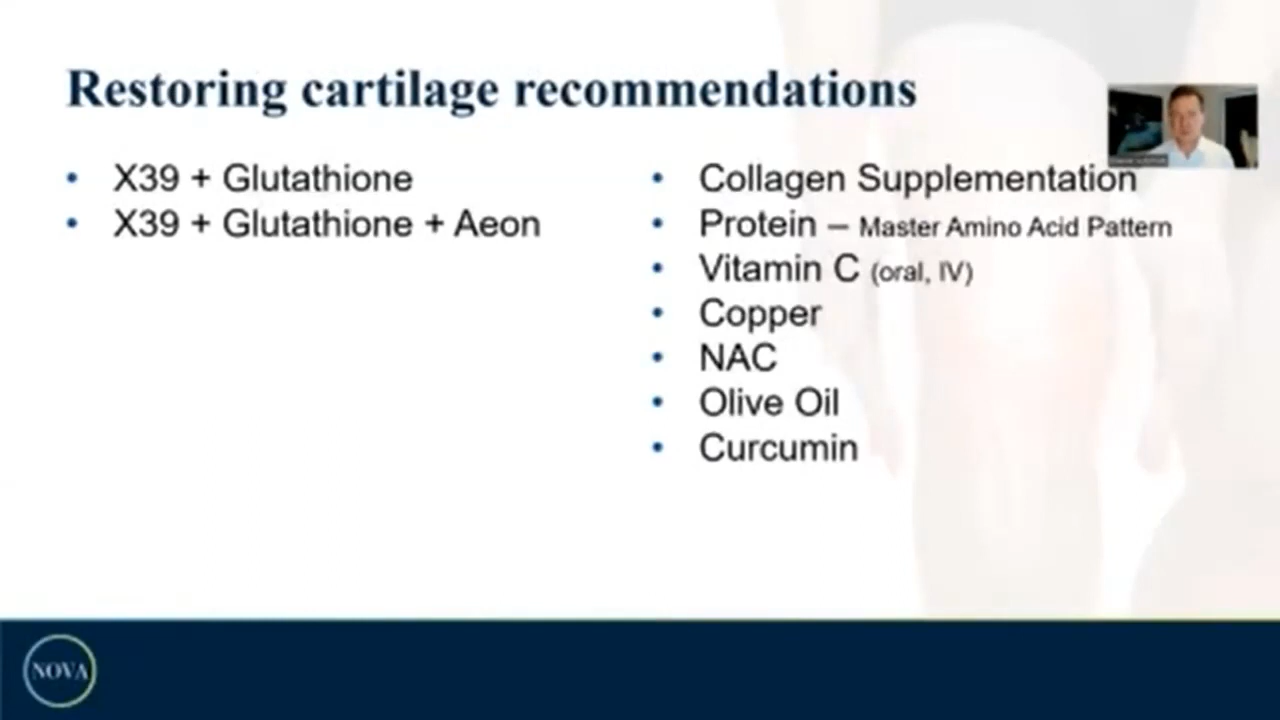 Restoring cartilage recommendations
• X39 + Glutathione
• X39 + Glutathione + Aeon
• Collagen Supplementation
• Protein – Master Amino Acid Pattern
• Vitamin C (oral, IV)
• Copper
• NAC
• Olive Oil
• Curcumin
NOVA